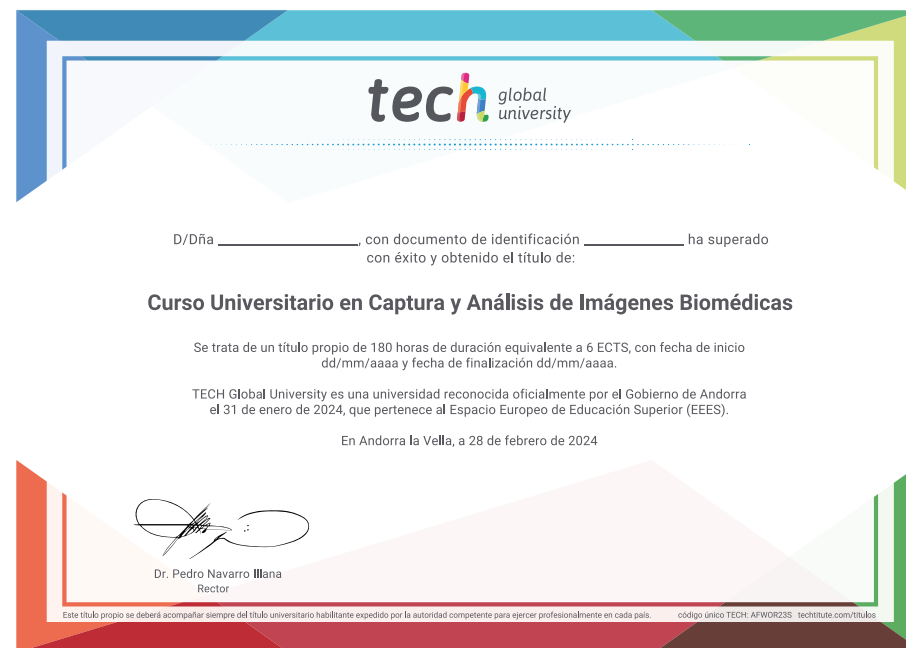 tech global
university
D/Dña ____________________, con documento de identificación ______________ ha superado
con éxito y obtenido el título de:
Curso Universitario en Captura y Análisis de Imágenes Biomédicas
Se trata de un título propio de 180 horas de duración equivalente a 6 ECTS, con fecha de inicio
dd/mm/aaaa y fecha de finalización dd/mm/aaaa.
TECH Global University es una universidad reconocida oficialmente por el Gobierno de Andorra
el 31 de enero de 2024, que pertenece al Espacio Europeo de Educación Superior (EEES).
En Andorra la Vella, a 28 de febrero de 2024
Dr. Pedro Navarro Illana
Rector
Este título propio se deberá acompañar siempre del título universitario habilitante expedido por la autoridad competente para ejercer profesionalmente en cada país. código único TECH: AFWOR23S techtitute.com/titulos